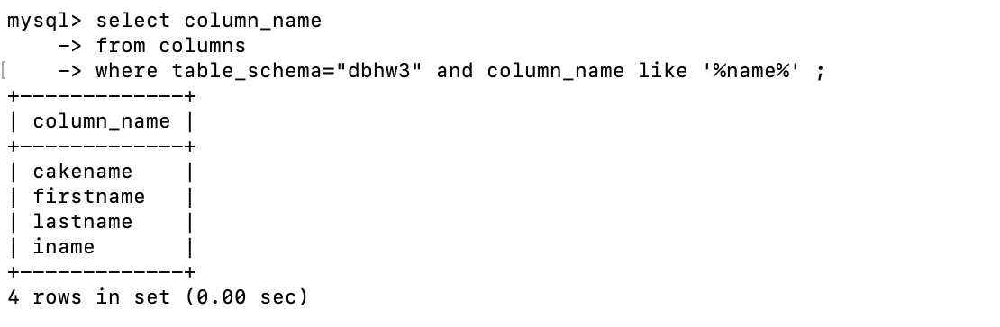 mysql> select column_name
    -> from columns
[    -> where table_schema="dbhw3" and column_name like '%name%' ;
+-------------+
| column_name |
+-------------+
| cakename    |
| firstname   |
| lastname    |
| iname       |
+-------------+
4 rows in set (0.00 sec)